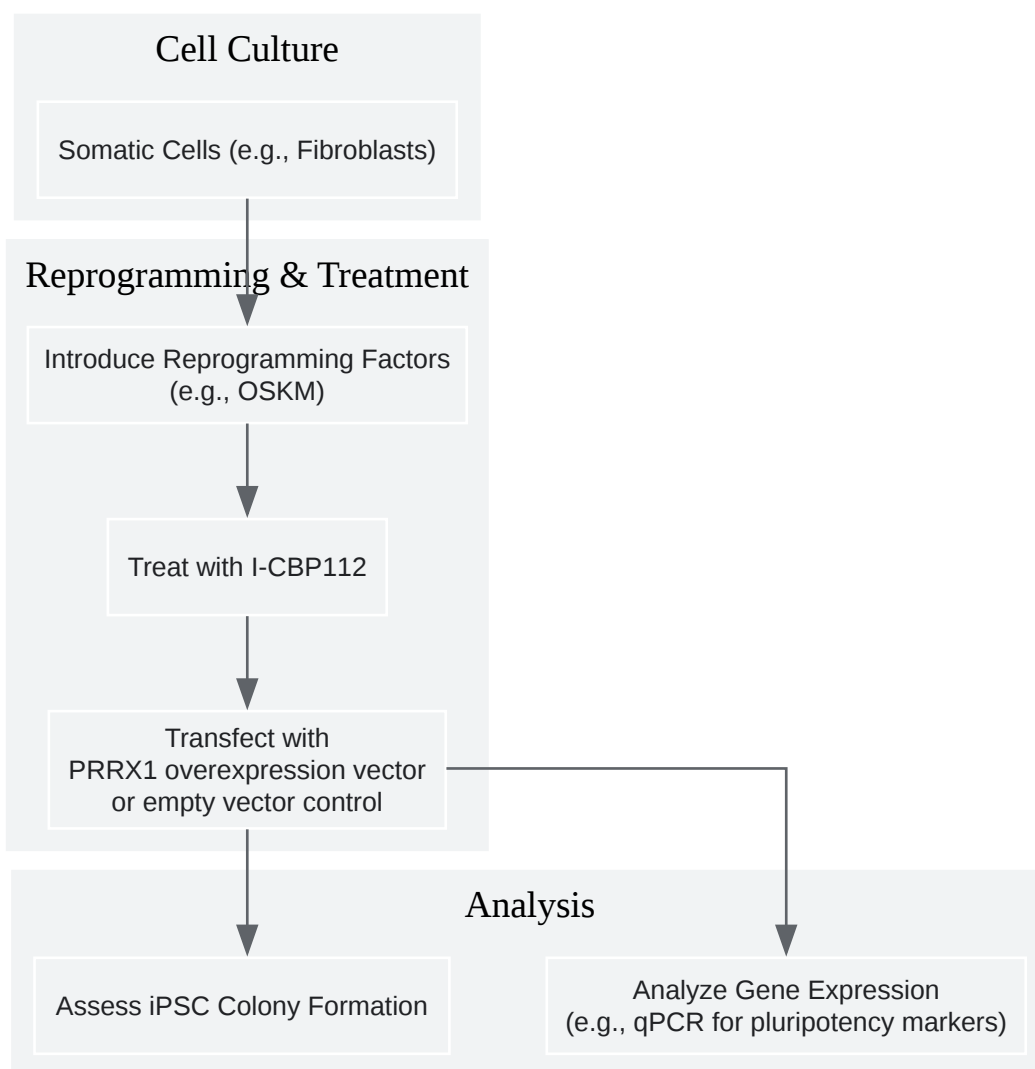 Cell Culture
Somatic Cells (e.g., Fibroblasts)
Reprogramming & Treatment
Introduce Reprogramming Factors
(e.g., OSKM)
Treat with I-CBP112
Transfect with
PRRX1 overexpression vector
or empty vector control
Analysis
Assess iPSC Colony Formation
Analyze Gene Expression
(e.g., qPCR for pluripotency markers)